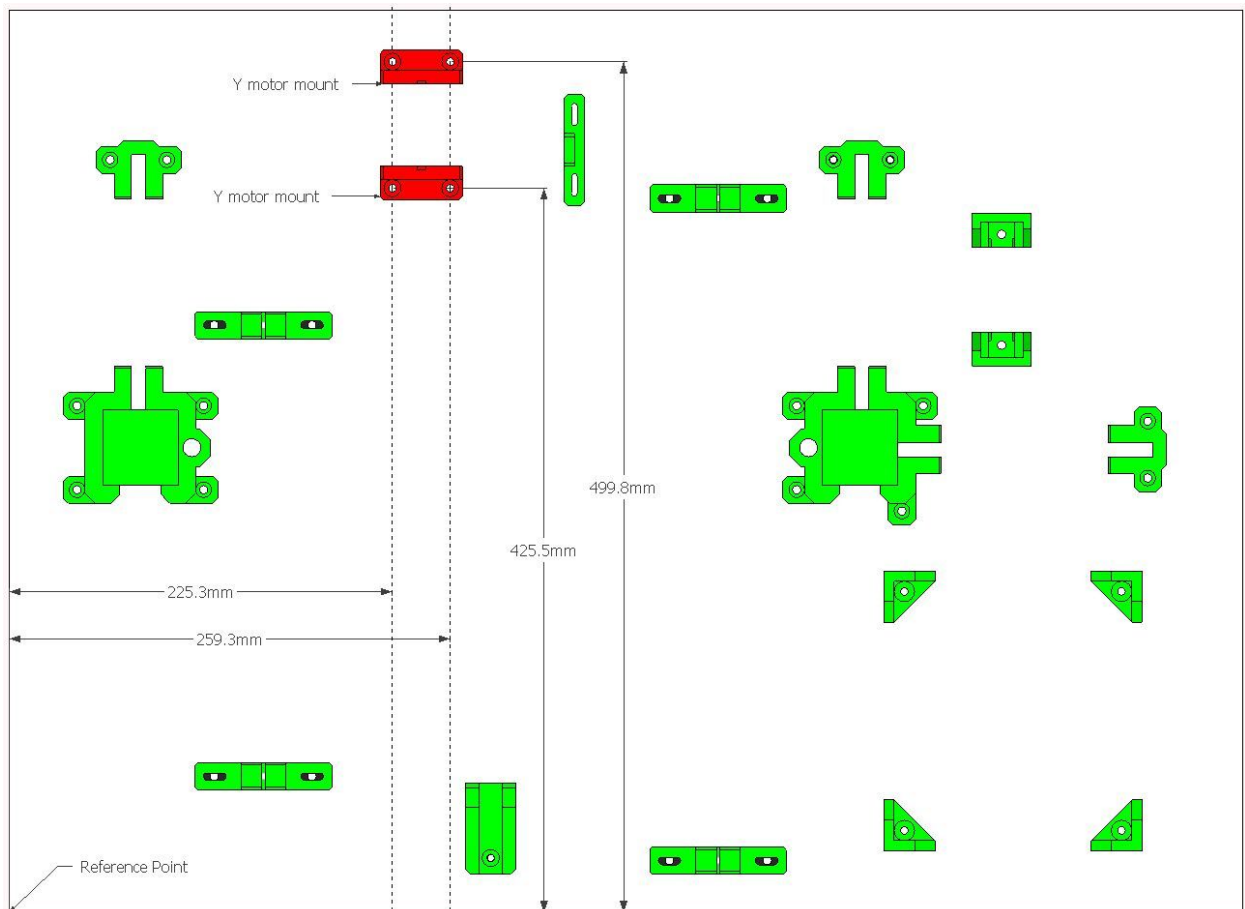 Y motor mount
Y motor mount
499.8mm
425.5mm
225.3mm
259.3mm
Reference Point